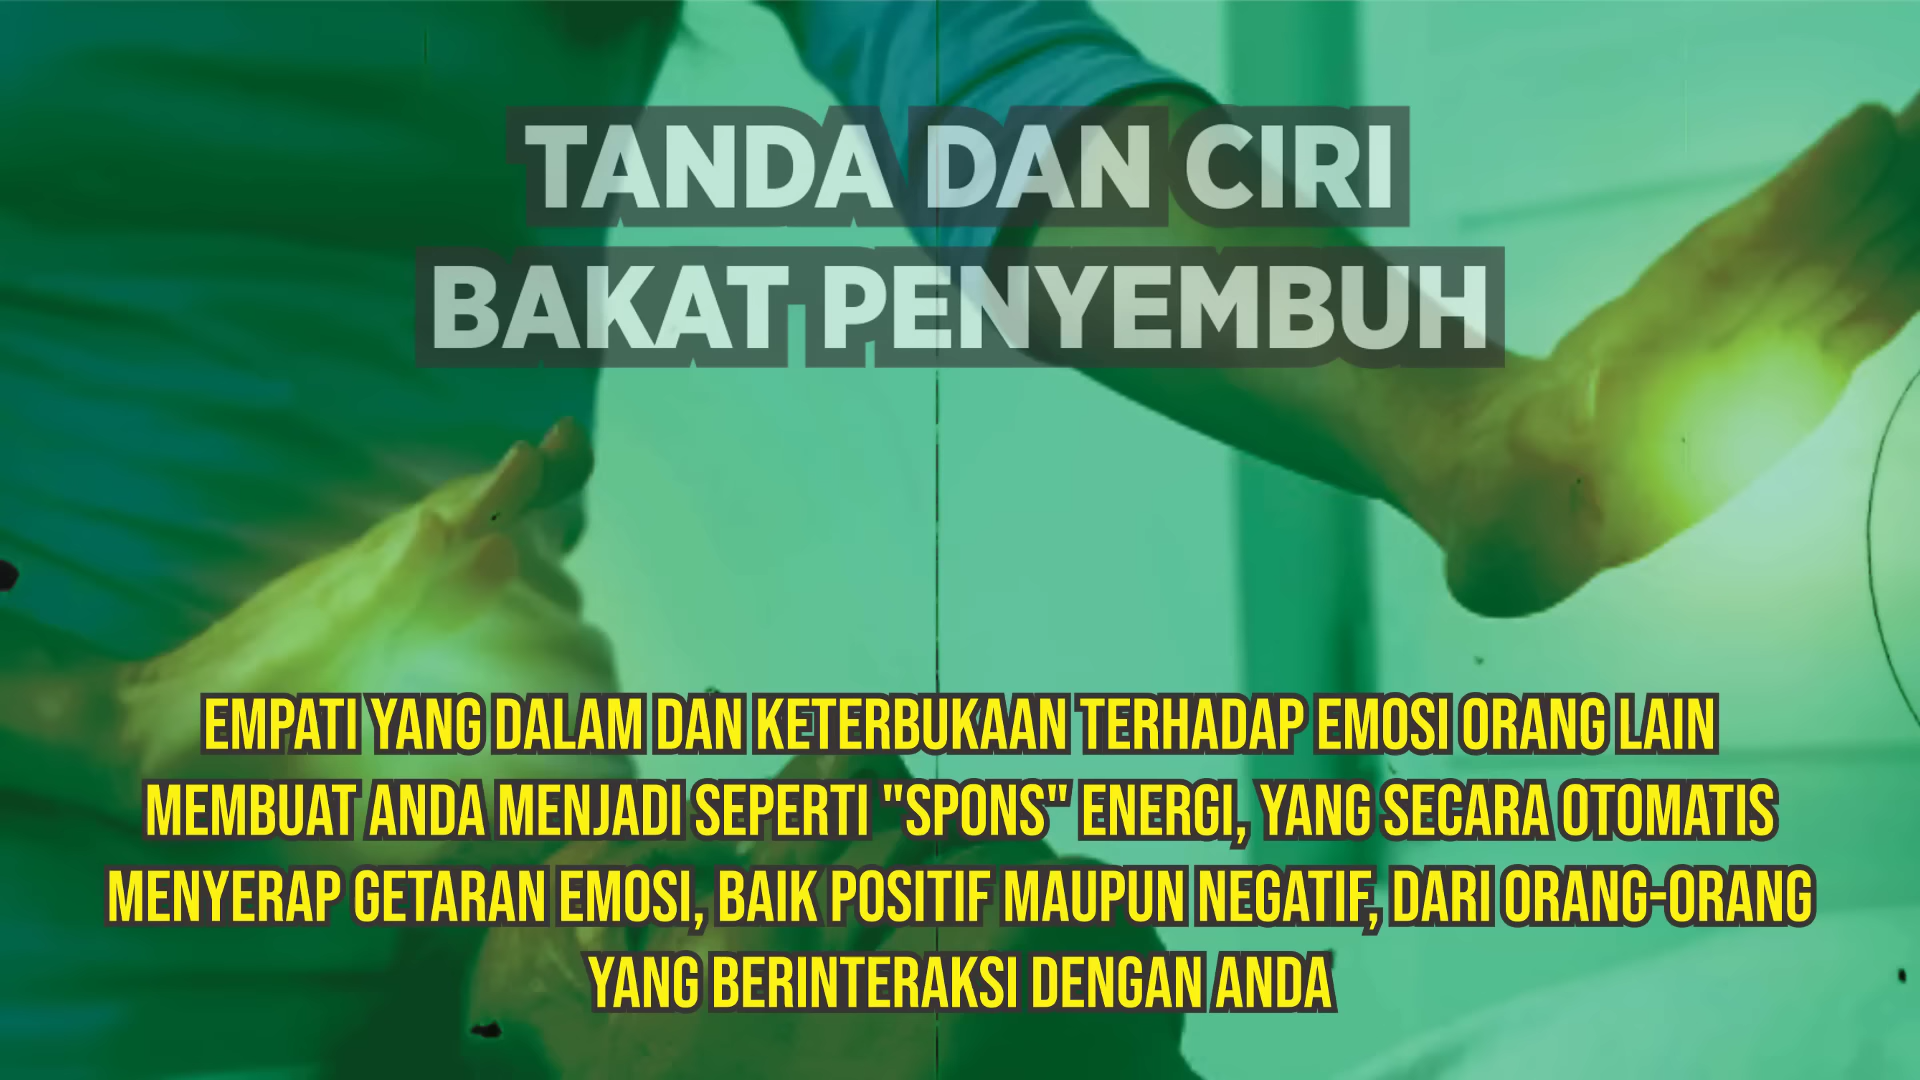 TANDA DAN CIRI
BAKAT PENYEMBUH
EMPATI YANG DALAM DAN KETERBUKAAN TERHADAP EMOSI ORANG LAIN
MEMBUAT ANDA MENJADI SEPERTI "SPONS" ENERGI, YANG SECARA OTOMATIS
MENYERAP GETARAN EMOSI, BAIK POSITIF MAUPUN NEGATIF, DARI ORANG-ORANG
YANG BERINTERAKSI DENGAN ANDA